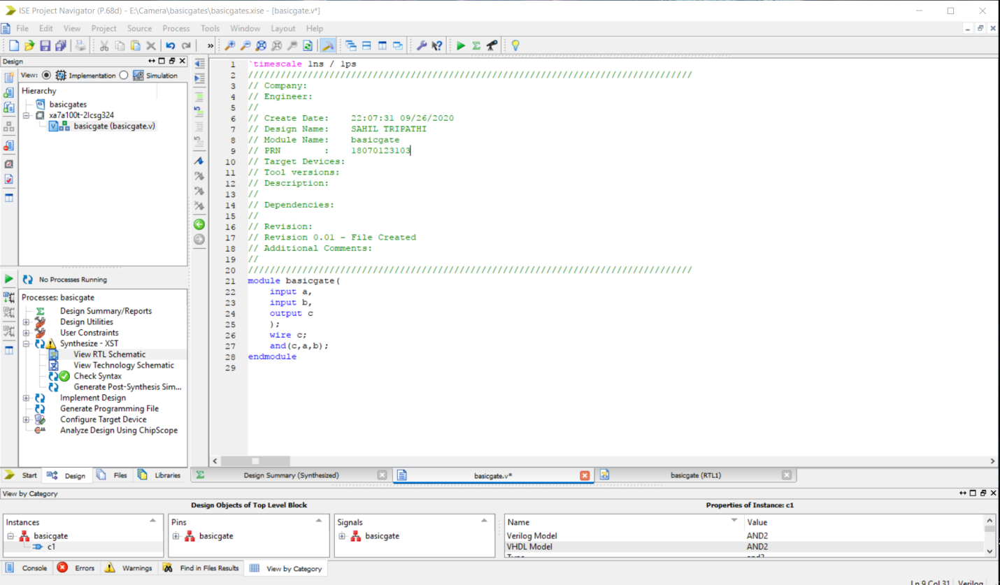 ISE Project Navigator (P.68d) - E:\Camera\basicgates\basicgates.xise - [basicgate.v*]
File Edit View Project Source Process Tools Window Layout Help
Design
View: Implementation Simulation
Hierarchy
basicgates
xa7a100t-2Icsg324
basicgate (basicgate.v)
No Processes Running
Processes: basicgate
Design Summary/Reports
Design Utilities
User Constraints
Synthesize - XST
View RTL Schematic
View Technology Schematic
Check Syntax
Generate Post-Synthesis Sim...
Implement Design
Generate Programming File
Configure Target Device
Analyze Design Using ChipScope
Start Design Files Libraries
1 `timescale 1ns / 1ps
2 //////////////////////////////////////////////////////////////////////////////////
3 // Company:
4 // Engineer:
5 //
6 // Create Date:    22:07:31 09/26/2020
7 // Design Name:    SAHIL TRIPATHI
8 // Module Name:    basicgate
9 // PRN        :    18070123103
10 // Target Devices:
11 // Tool versions:
12 // Description:
13 //
14 // Dependencies:
15 //
16 // Revision:
17 // Revision 0.01 - File Created
18 // Additional Comments:
19 //
20 //////////////////////////////////////////////////////////////////////////////////
21 module basicgate(
22     input a,
23     input b,
24     output c
25     );
26     wire c;
27     and(c,a,b);
28 endmodule
29
Design Summary (Synthesized) basicgate.v* basicgate (RTL1)
View by Category
Design Objects of Top Level Block Properties of Instance: c1
Instances Pins Signals Name Value
basicgate basicgate basicgate Verilog Model AND2
c1 VHDL Model AND2
Type and2
Console Errors Warnings Find in Files Results View by Category
Ln 9 Col 31 Verilog